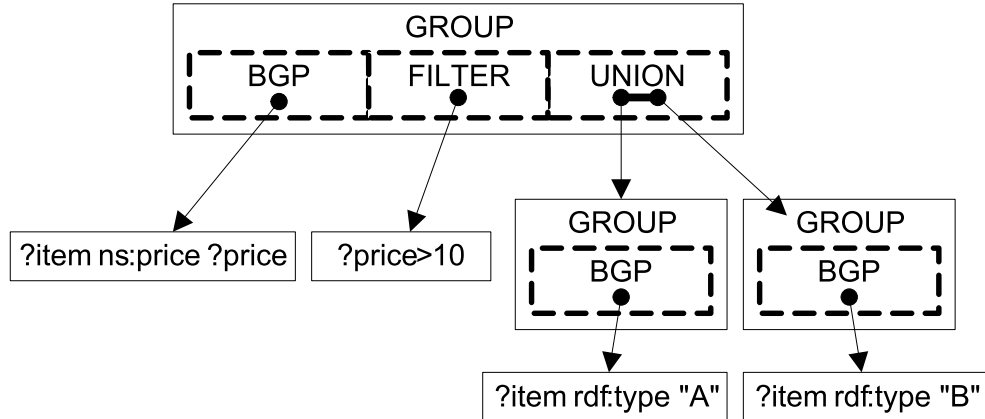 GROUP
BGP FILTER UNION
?item ns:price ?price
?price>10
GROUP
BGP
GROUP
BGP
?item rdf:type "A"
?item rdf:type "B"